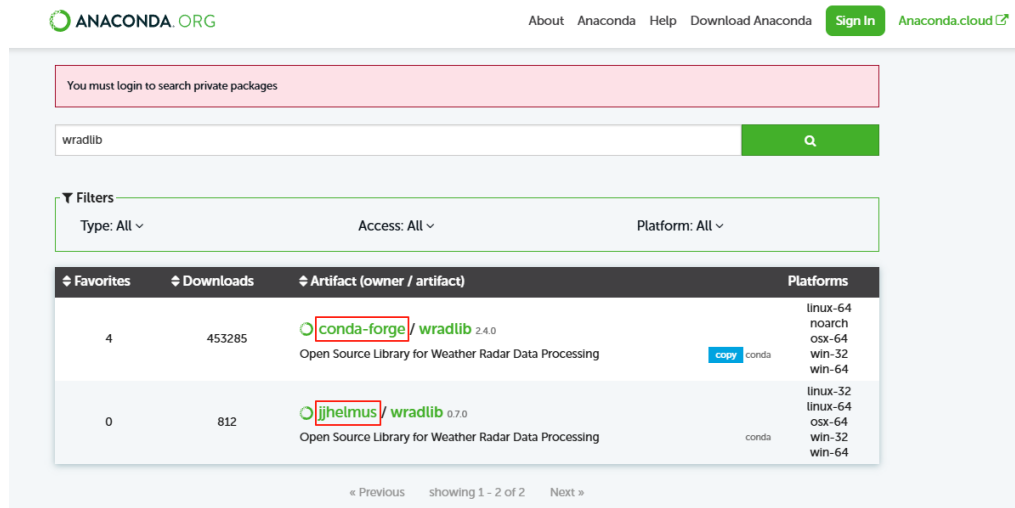 ANACONDA.ORG
About Anaconda Help Download Anaconda Sign In Anaconda.cloud
You must login to search private packages
wradlib
Filters
Type: All Access: All Platform: All
Favorites Downloads Artifact (owner / artifact) Platforms
4 453285 conda-forge / wradlib 2.4.0
Open Source Library for Weather Radar Data Processing
copy conda
linux-64
noarch
osx-64
win-32
win-64
0 812 jjhelmus / wradlib 0.7.0
Open Source Library for Weather Radar Data Processing
conda
linux-32
linux-64
osx-64
win-32
win-64
« Previous showing 1 - 2 of 2 Next »